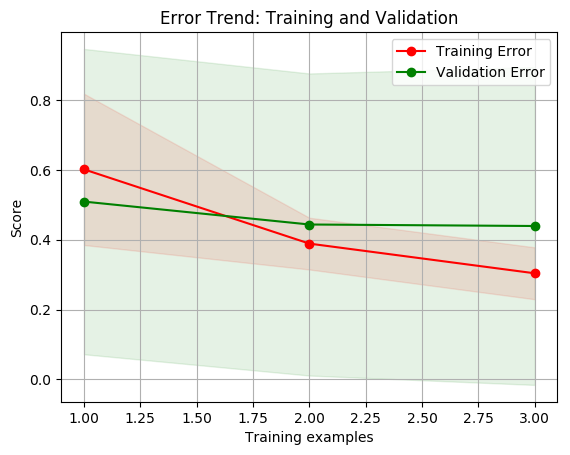 Error Trend: Training and Validation
Training Error
Validation Error
Score
0.8
0.6
0.4
0.2
0.0
1.00 1.25 1.50 1.75 2.00 2.25 2.50 2.75 3.00
Training examples